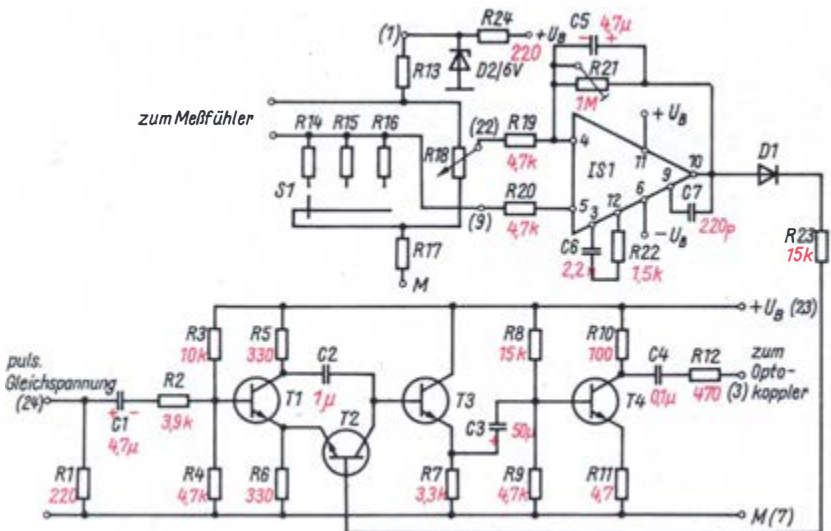 R24
220
+U_B
(1)
R13
D2/6V
C5
4,7µ
- +
R21
1M
zum Meßfühler
R14 R15 R16
S1
R18
(22)
R19
4,7k
(9)
R20
4,7k
R17
M
+U_B
-U_B
IS1
4
5
3
12
6
9
10
11
C6
R22
1,5k
C7
220p
D1
R23
15k
+U_B (23)
puls.
Gleichspannung
(24)
R1
220
C1
4,7µ
+ -
R2
3,9k
R3
10k
R4
4,7k
R5
330
R6
330
T1
C2
1µ
T2
T3
R7
3,3k
C3
50µ
+
R8
15k
R9
4,7k
R10
100
T4
R11
4,7
C4
0,1µ
R12
470
zum
Opto-
(3) koppler
M (7)